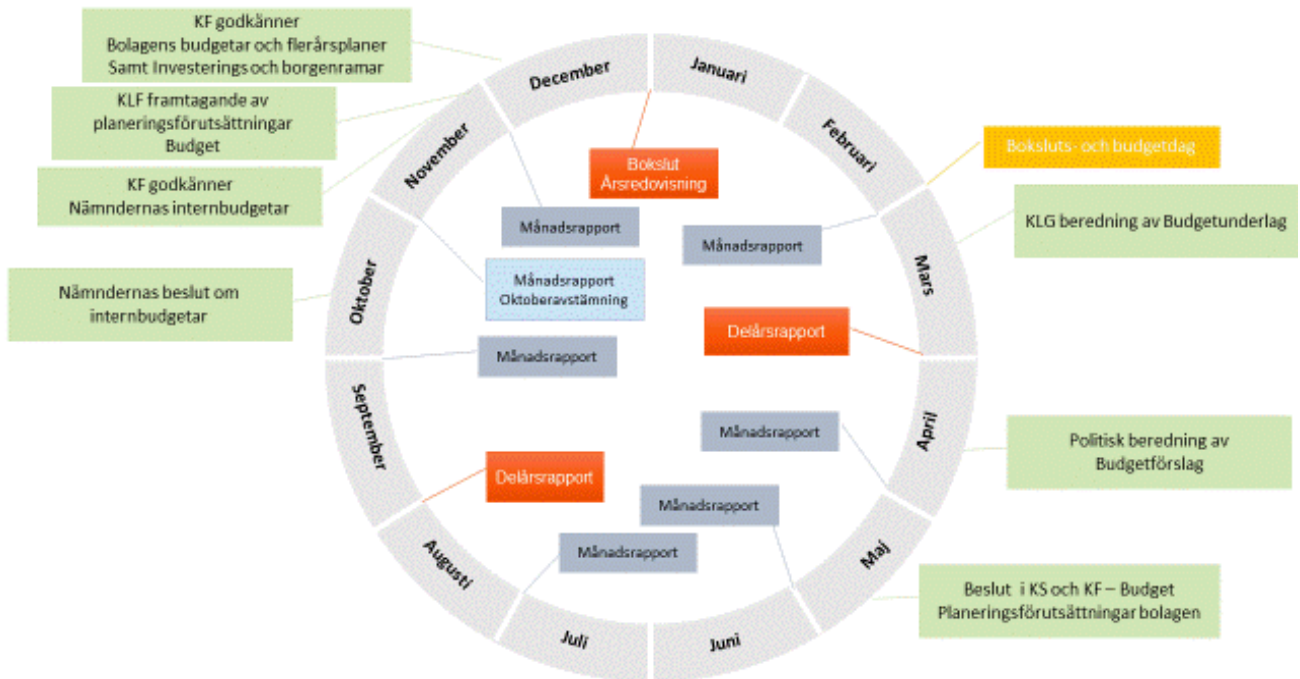 KF godkänner
Bolagens budgetar och flerårsplaner
Samt Investerings och borgenramar
KLF framtagande av
planeringsförutsättningar
Budget
KF godkänner
Nämndernas internbudgetar
Nämndernas beslut om
internbudgetar
Januari
Februari
Mars
April
Maj
Juni
Juli
Augusti
September
Oktober
November
December
Bokslut
Årsredovisning
Månadsrapport
Delårsrapport
Månadsrapport
Månadsrapport
Månadsrapport
Delårsrapport
Månadsrapport
Månadsrapport
Oktoberavstämning
Månadsrapport
Boksluts- och budgetdag
KLG beredning av Budgetunderlag
Politisk beredning av
Budgetförslag
Beslut i KS och KF – Budget
Planeringsförutsättningar bolagen